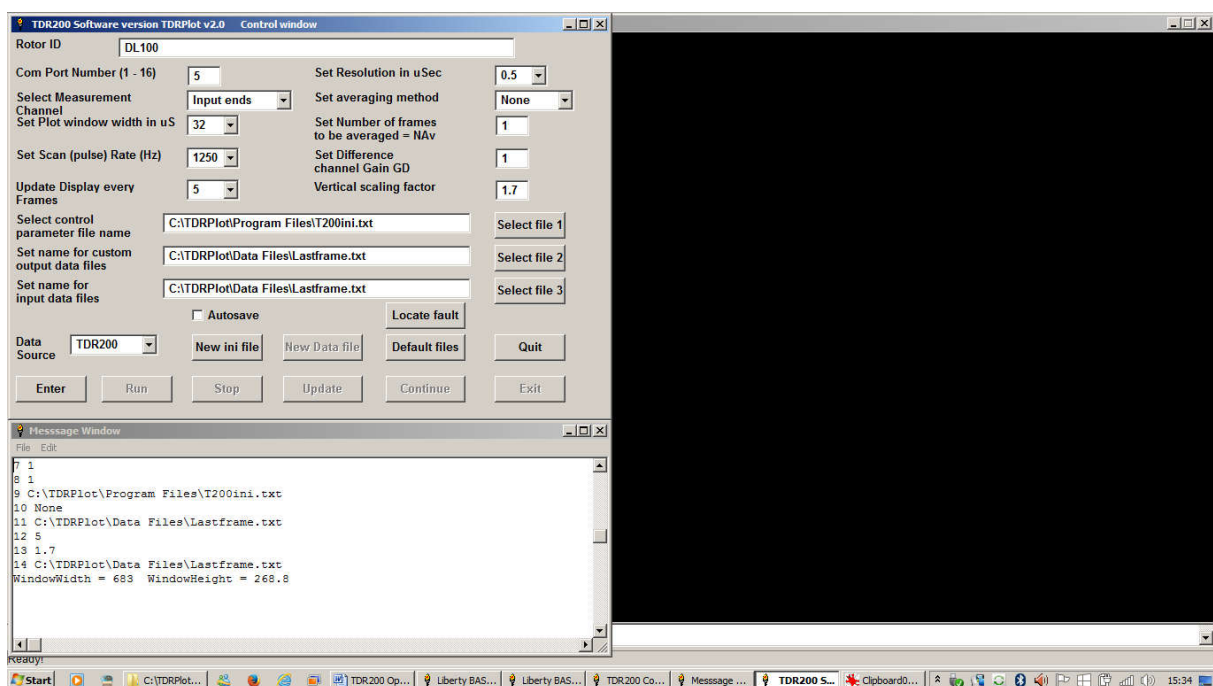 TDR200 Software version TDRPlot v2.0 Control window
Rotor ID DL100
Com Port Number (1 - 16) 5 Set Resolution in uSec 0.5
Select Measurement Channel Input ends Set averaging method None
Set Plot window width in uS 32 Set Number of frames to be averaged = NAv 1
Set Scan (pulse) Rate (Hz) 1250 Set Difference channel Gain GD 1
Update Display every Frames 5 Vertical scaling factor 1.7
Select control parameter file name C:\TDRPlot\Program Files\T200ini.txt Select file 1
Set name for custom output data files C:\TDRPlot\Data Files\Lastframe.txt Select file 2
Set name for input data files C:\TDRPlot\Data Files\Lastframe.txt Select file 3
Autosave Locate fault
Data Source TDR200 New ini file New Data file Default files Quit
Enter Run Stop Update Continue Exit
Messsage Window
File Edit
7 1
8 1
9 C:\TDRPlot\Program Files\T200ini.txt
10 None
11 C:\TDRPlot\Data Files\Lastframe.txt
12 5
13 1.7
14 C:\TDRPlot\Data Files\Lastframe.txt
WindowWidth = 683 WindowHeight = 268.8
Ready!
Start C:\TDRPlot... TDR200 Op... Liberty BAS... Liberty BAS... TDR200 Co... Messsage ... TDR200 S... Clipboard0... 15:34